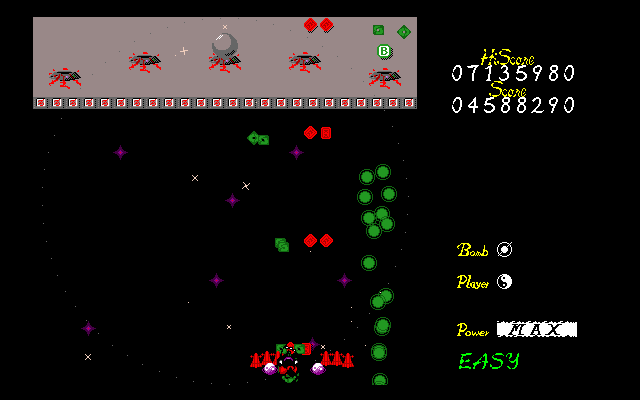 HiScore
07135980
Score
04588290
B
Bomb
Player
Power MAX
EASY